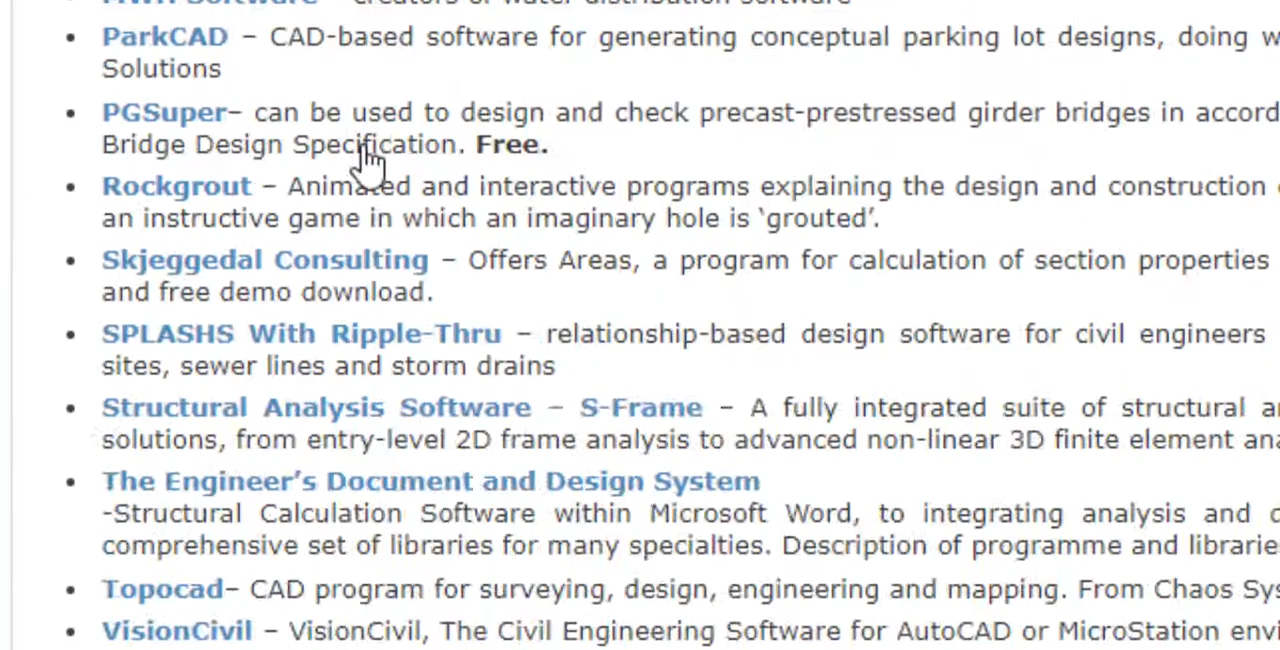 MWH Software – creators of water distribution software
ParkCAD – CAD-based software for generating conceptual parking lot designs, doing
Solutions
PGSuper– can be used to design and check precast-prestressed girder bridges in
Bridge Design Specification. Free.
Rockgrout – Animated and interactive programs explaining the design and construction
an instructive game in which an imaginary hole is ‘grouted’.
Skjeggedal Consulting – Offers Areas, a program for calculation of section properties
and free demo download.
SPLASHS With Ripple-Thru – relationship-based design software for civil engineers
sites, sewer lines and storm drains
Structural Analysis Software – S-Frame – A fully integrated suite of structural
solutions, from entry-level 2D frame analysis to advanced non-linear 3D finite element
The Engineer’s Document and Design System
-Structural Calculation Software within Microsoft Word, to integrating analysis and
comprehensive set of libraries for many specialties. Description of programme and
Topocad– CAD program for surveying, design, engineering and mapping. From Chaos
VisionCivil – VisionCivil, The Civil Engineering Software for AutoCAD or MicroStation